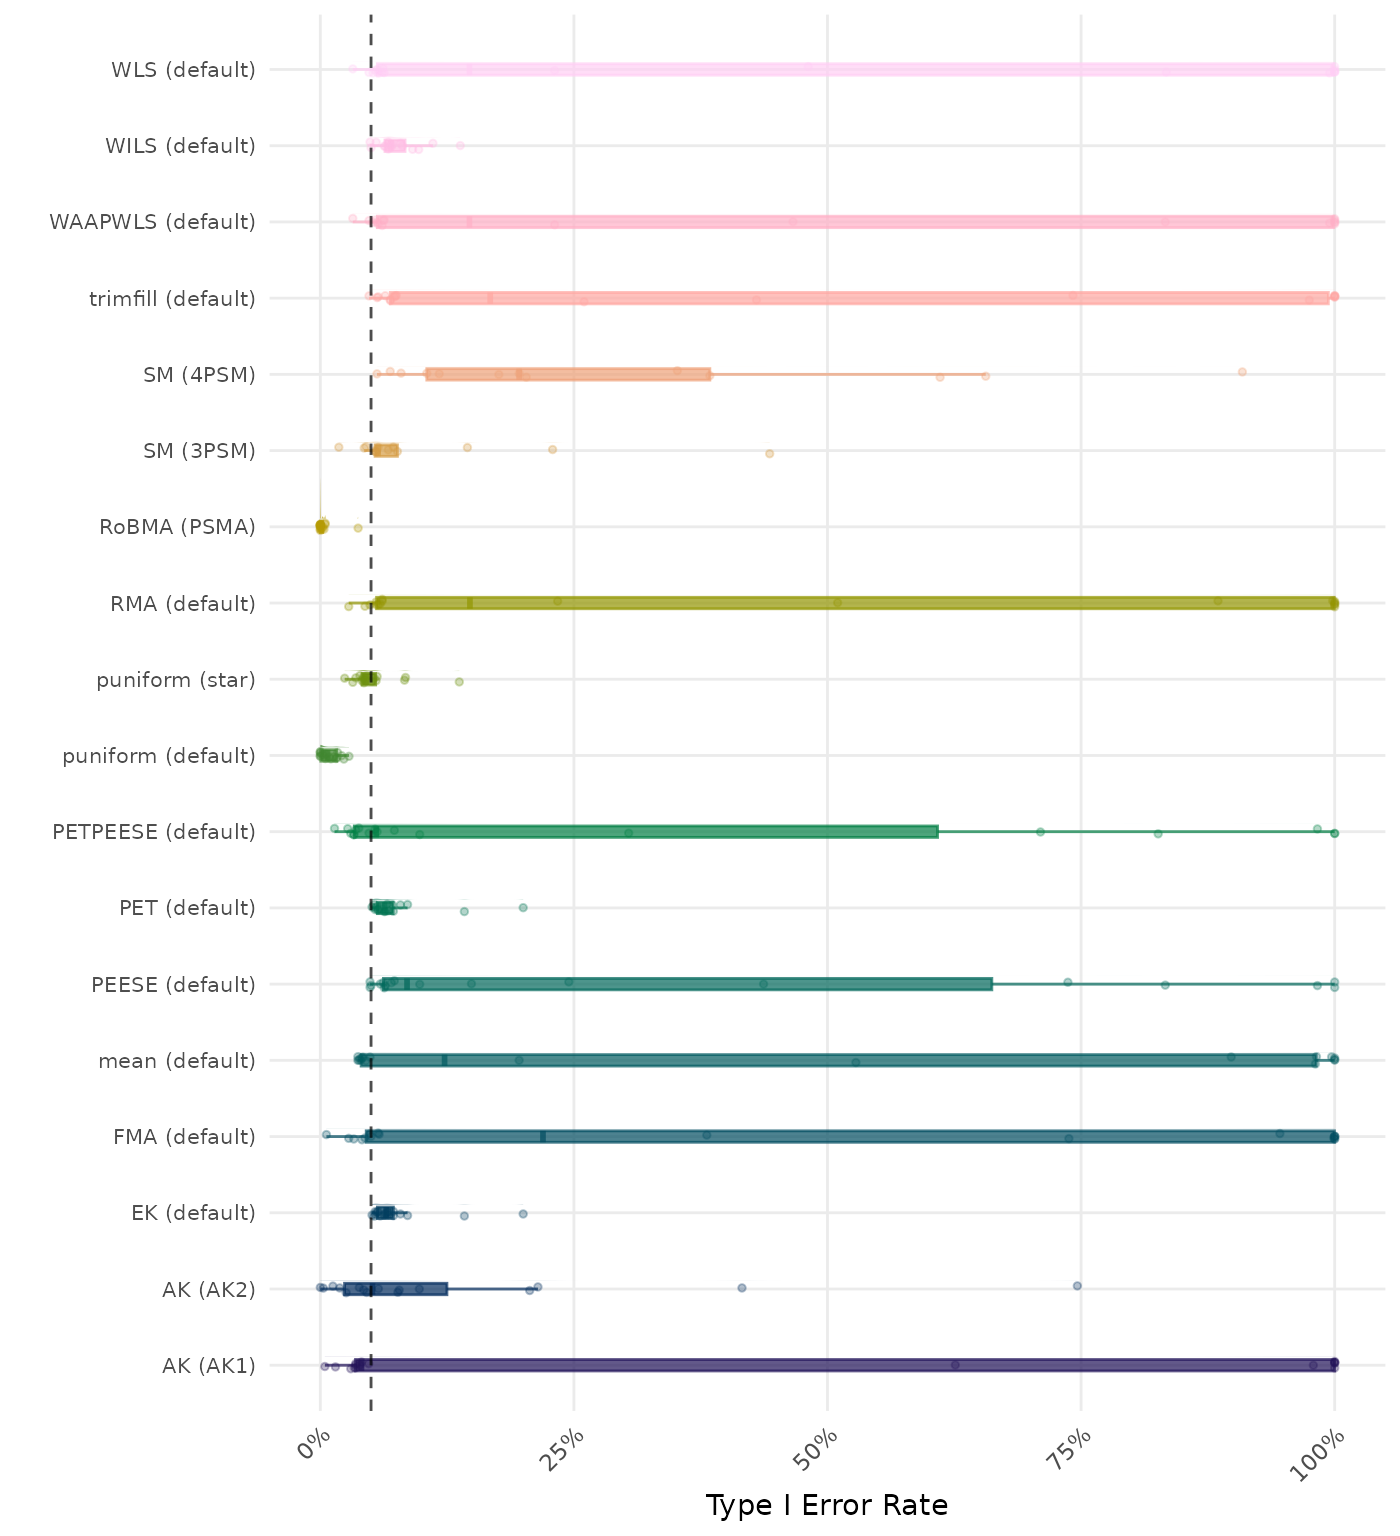 WLS (default)
WILS (default)
WAAPWLS (default)
trimfill (default)
SM (4PSM)
SM (3PSM)
RoBMA (PSMA)
RMA (default)
puniform (star)
puniform (default)
PETPEESE (default)
PET (default)
PEESE (default)
mean (default)
FMA (default)
EK (default)
AK (AK2)
AK (AK1)
0% 25% 50% 75% 100%
Type I Error Rate